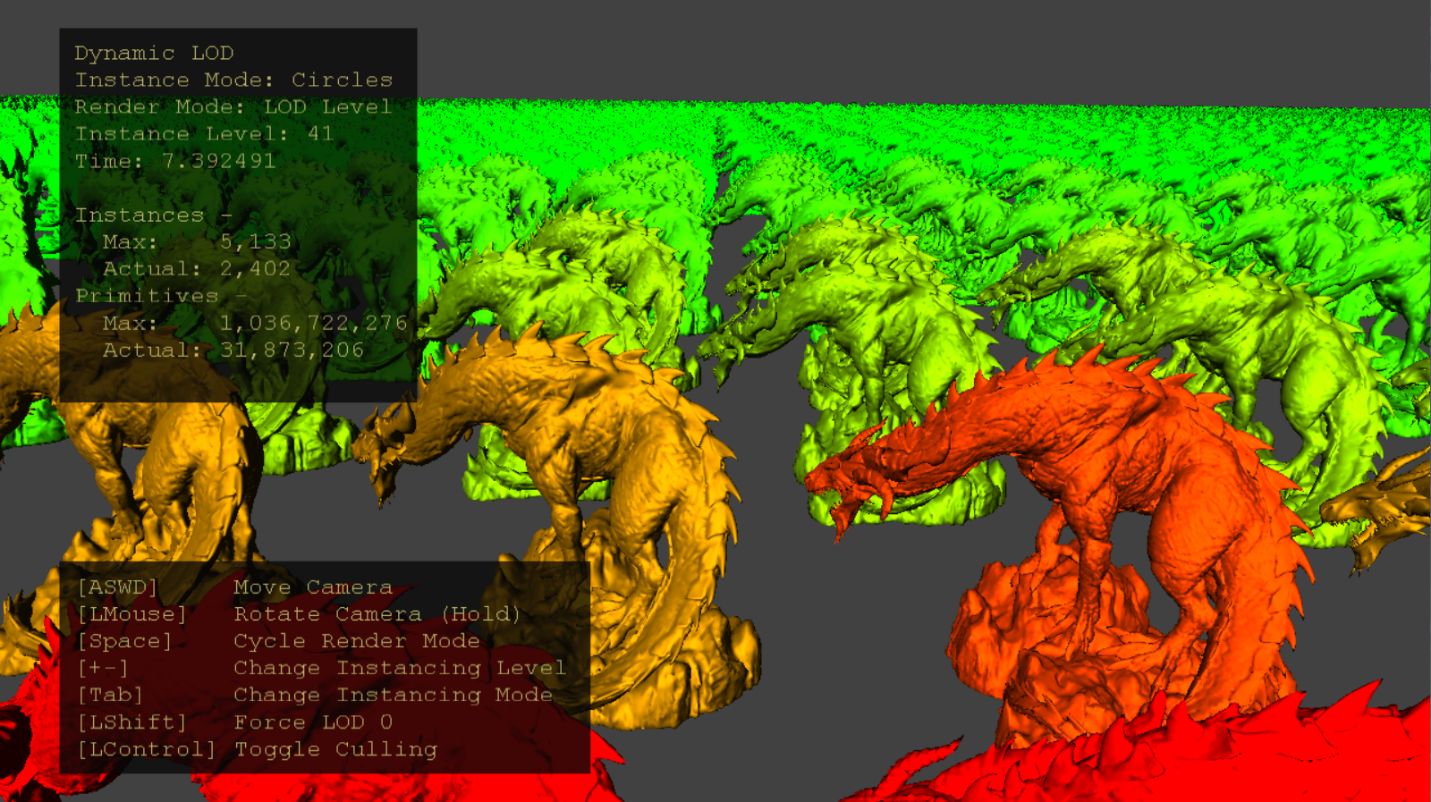 Dynamic LOD
Instance Mode: Circles
Render Mode: LOD Level
Instance Level: 41
Time: 7.392491
Instances -
Max: 5,133
Actual: 2,402
Primitives -
Max: 1,036,722,276
Actual: 31,873,206
[ASWD] Move Camera
[LMouse] Rotate Camera (Hold)
[Space] Cycle Render Mode
[+-] Change Instancing Level
[Tab] Change Instancing Mode
[LShift] Force LOD 0
[LControl] Toggle Culling